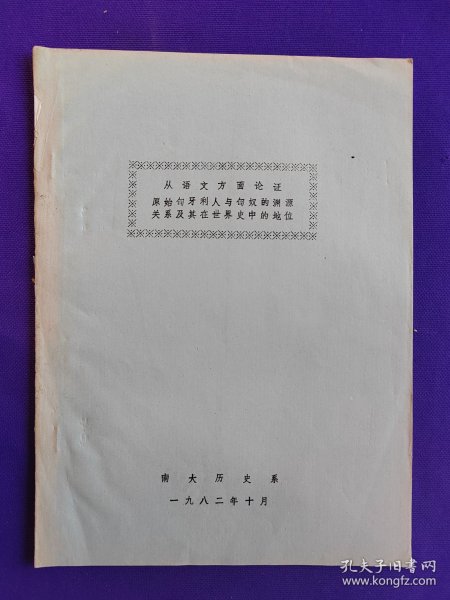 从语文方面论证
原始匈牙利人与匈奴的渊源
关系及其在世界史中的地位
南大历史系
一九八二年十月
孔夫子旧书网
www.kongfz.com